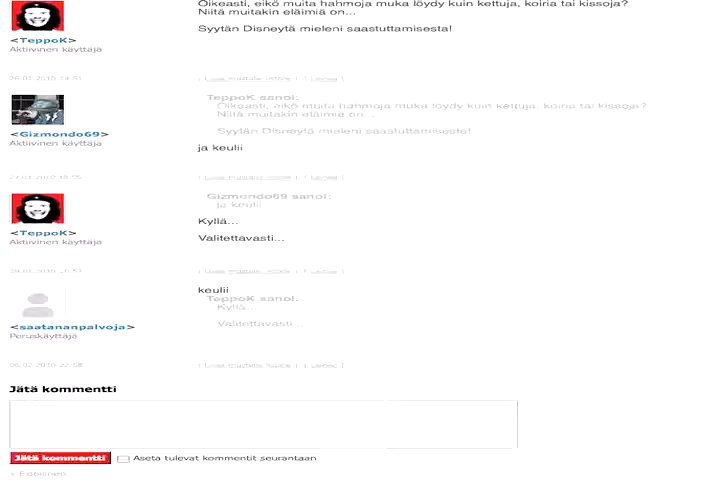 Oikeasti, eikö muita hahmoja muka löydy kuin kettuja, koiria tai kissoja?
Niitä muitakin eläimiä on...
Syytän Disneytä mieleni saastuttamisesta!
<TeppoK>
Aktiivinen käyttäjä
TeppoK sanoi:
Oikeasti, eikö muita hahmoja muka löydy kuin kettuja, koiria tai kissoja?
Niitä muitakin eläimiä on...
Syytän Disneytä mieleni saastuttamisesta!
ja keulii
<Gizmondo69>
Aktiivinen käyttäjä
Gizmondo69 sanoi:
ja keulii
Kyllä...
Valitettavasti...
<TeppoK>
Aktiivinen käyttäjä
keulii
TeppoK sanoi:
Kyllä...
Valitettavasti...
<saatananpalvoja>
Peruskäyttäjä
Jätä kommentti
Jätä kommentti
Aseta tulevat kommentit seurantaan
« Edellinen